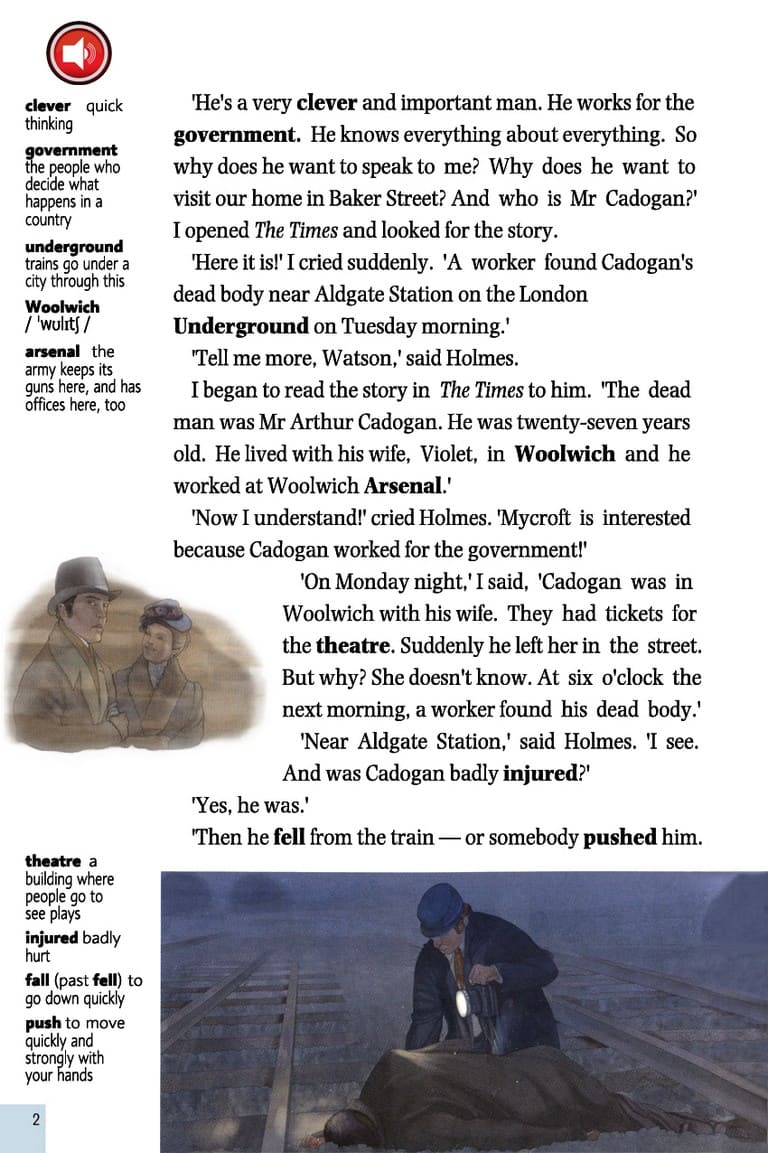 clever quick
thinking
government
the people who
decide what
happens in a
country
underground
trains go under a
city through this
Woolwich
/ 'wʊlɪtʃ /
arsenal the
army keeps its
guns here, and has
offices here, too
'He's a very clever and important man. He works for the
government. He knows everything about everything. So
why does he want to speak to me? Why does he want to
visit our home in Baker Street? And who is Mr Cadogan?'
I opened The Times and looked for the story.
'Here it is!' I cried suddenly. 'A worker found Cadogan's
dead body near Aldgate Station on the London
Underground on Tuesday morning.'
'Tell me more, Watson,' said Holmes.
I began to read the story in The Times to him. 'The dead
man was Mr Arthur Cadogan. He was twenty-seven years
old. He lived with his wife, Violet, in Woolwich and he
worked at Woolwich Arsenal.'
'Now I understand!' cried Holmes. 'Mycroft is interested
because Cadogan worked for the government!'
'On Monday night,' I said, 'Cadogan was in
Woolwich with his wife. They had tickets for
the theatre. Suddenly he left her in the street.
But why? She doesn't know. At six o'clock the
next morning, a worker found his dead body.'
'Near Aldgate Station,' said Holmes. 'I see.
And was Cadogan badly injured?'
'Yes, he was.'
'Then he fell from the train — or somebody pushed him.
theatre a
building where
people go to
see plays
injured badly
hurt
fall (past fell) to
go down quickly
push to move
quickly and
strongly with
your hands
2